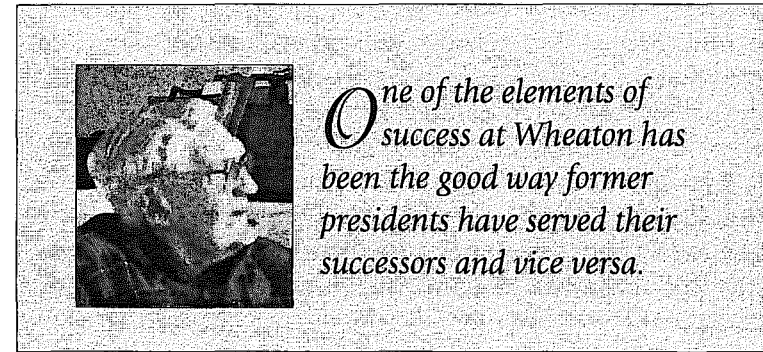 One of the elements of
success at Wheaton has
been the good way former
presidents have served their
successors and vice versa.